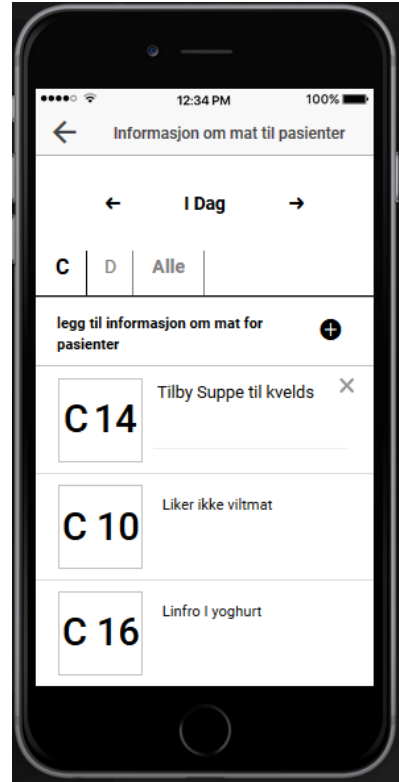 12:34 PM 100%
Informasjon om mat til pasienter
I Dag
C D Alle
legg til informasjon om mat for
pasienter
C 14 Tilby Suppe til kvelds
C 10 Liker ikke viltmat
C 16 Linfro I yoghurt